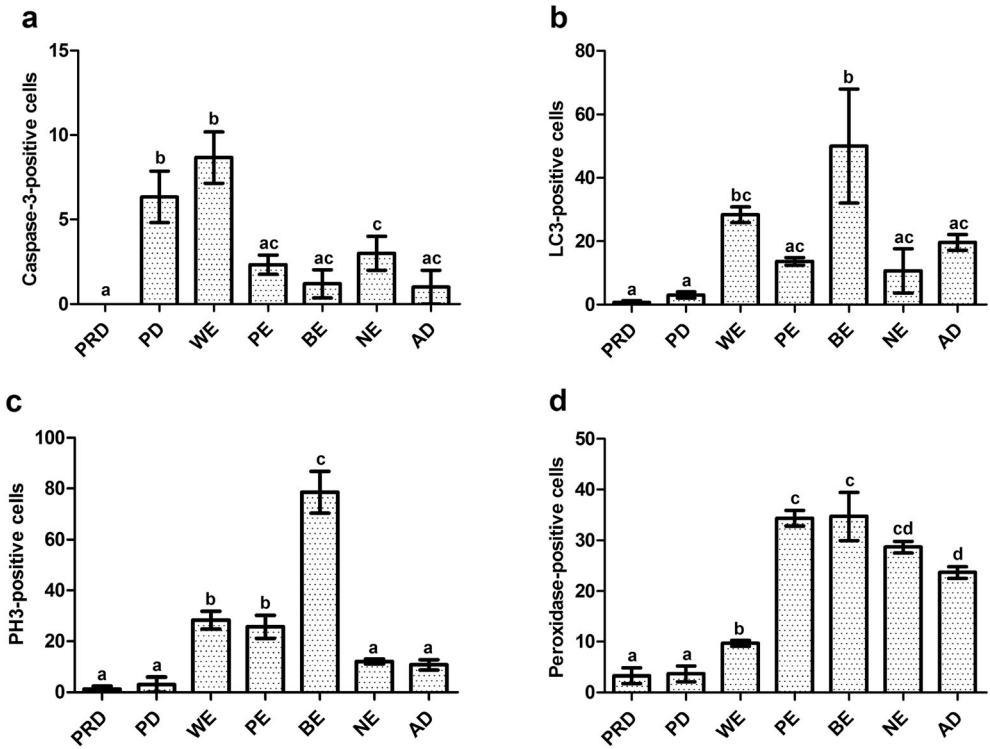 a
Caspase-3-positive cells
15
10
5
0
a
b
b
ac
ac
c
ac
PRD
PD
WE
PE
BE
NE
AD
b
LC3-positive cells
80
60
40
20
0
a
a
bc
ac
b
ac
ac
PRD
PD
WE
PE
BE
NE
AD
c
PH3-positive cells
100
80
60
40
20
0
a
a
b
b
c
a
a
PRD
PD
WE
PE
BE
NE
AD
d
Peroxidase-positive cells
50
40
30
20
10
0
a
a
b
c
c
cd
d
PRD
PD
WE
PE
BE
NE
AD